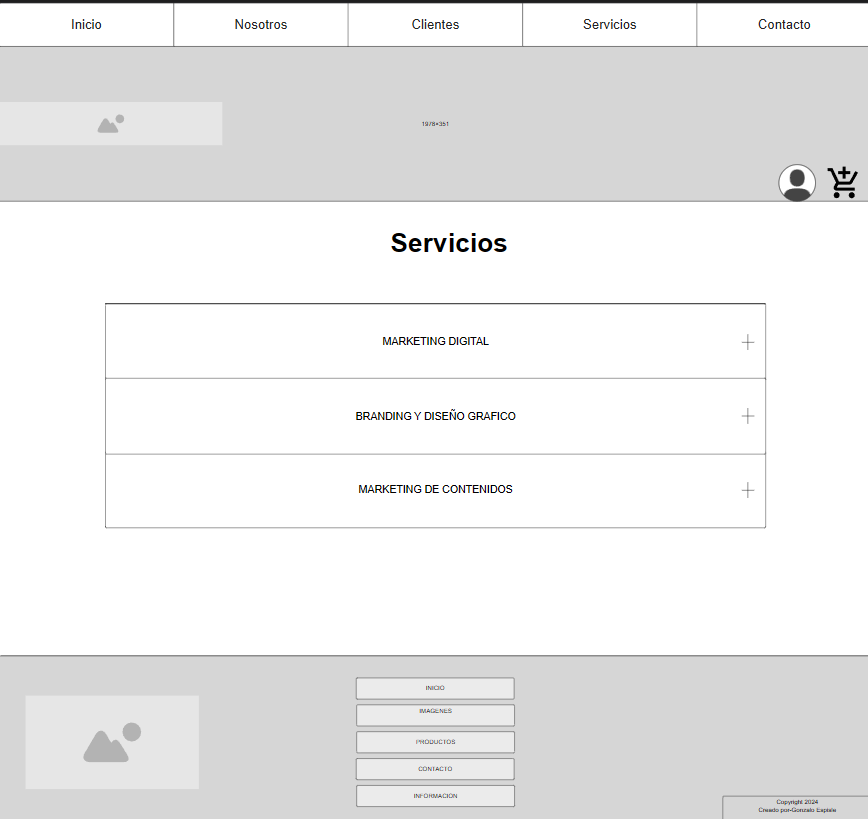 Inicio
Nosotros
Clientes
Servicios
Contacto
1978×351
Servicios
MARKETING DIGITAL
BRANDING Y DISEÑO GRAFICO
MARKETING DE CONTENIDOS
INICIO
IMAGENES
PRODUCTOS
CONTACTO
INFORMACION
Copyright 2024
Creado por-Gonzalo Espiste